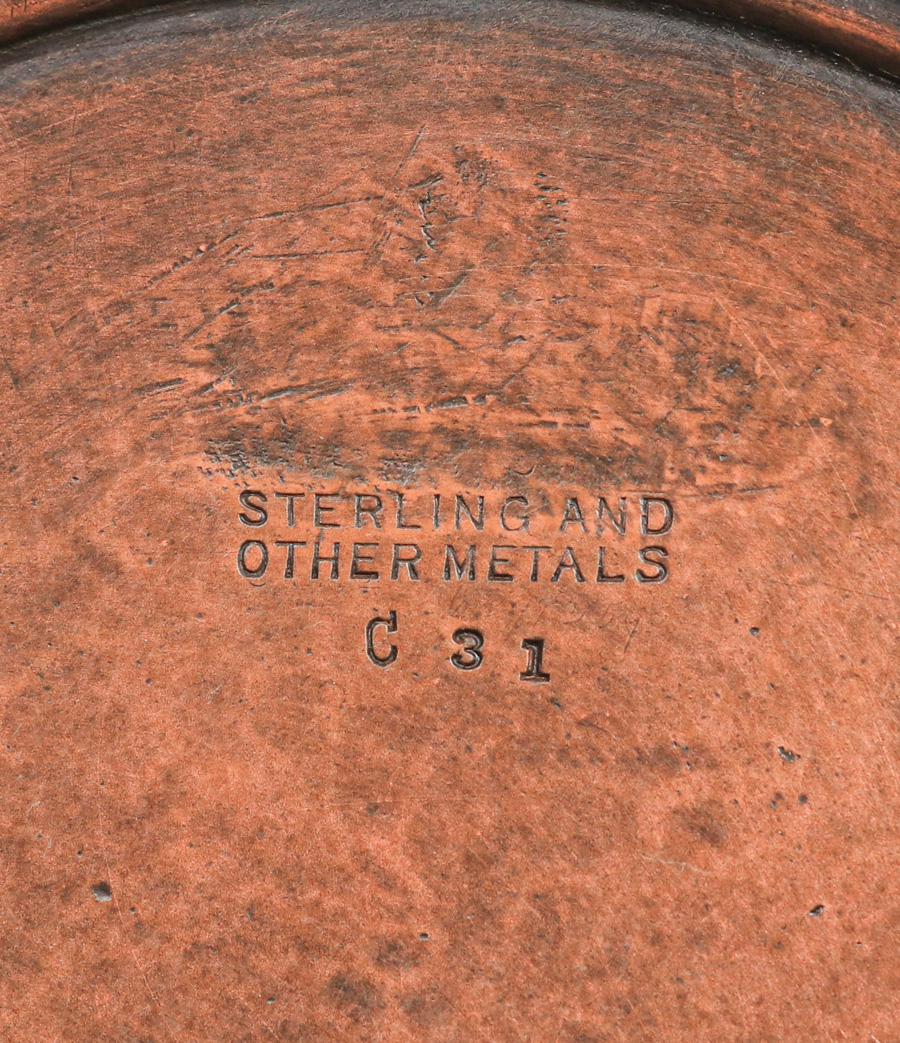 STERLING AND
OTHER METALS
C 31